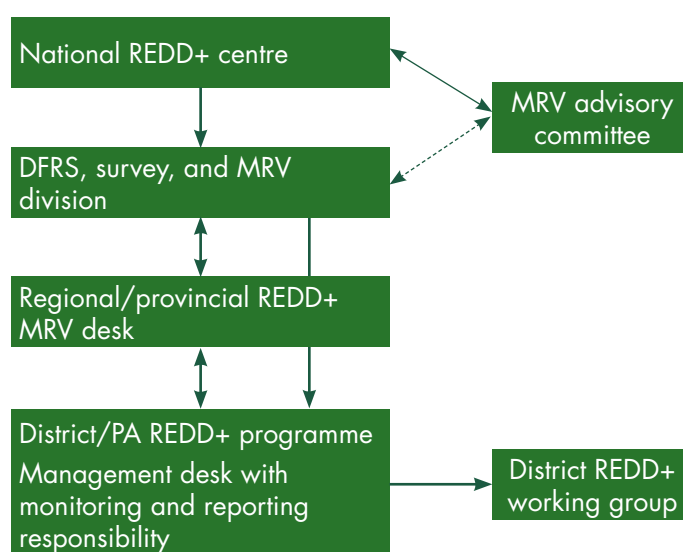 National REDD+ centre
MRV advisory
committee
DFRS, survey, and MRV
division
Regional/provincial REDD+
MRV desk
District/PA REDD+ programme
Management desk with
monitoring and reporting
responsibility
District REDD+
working group